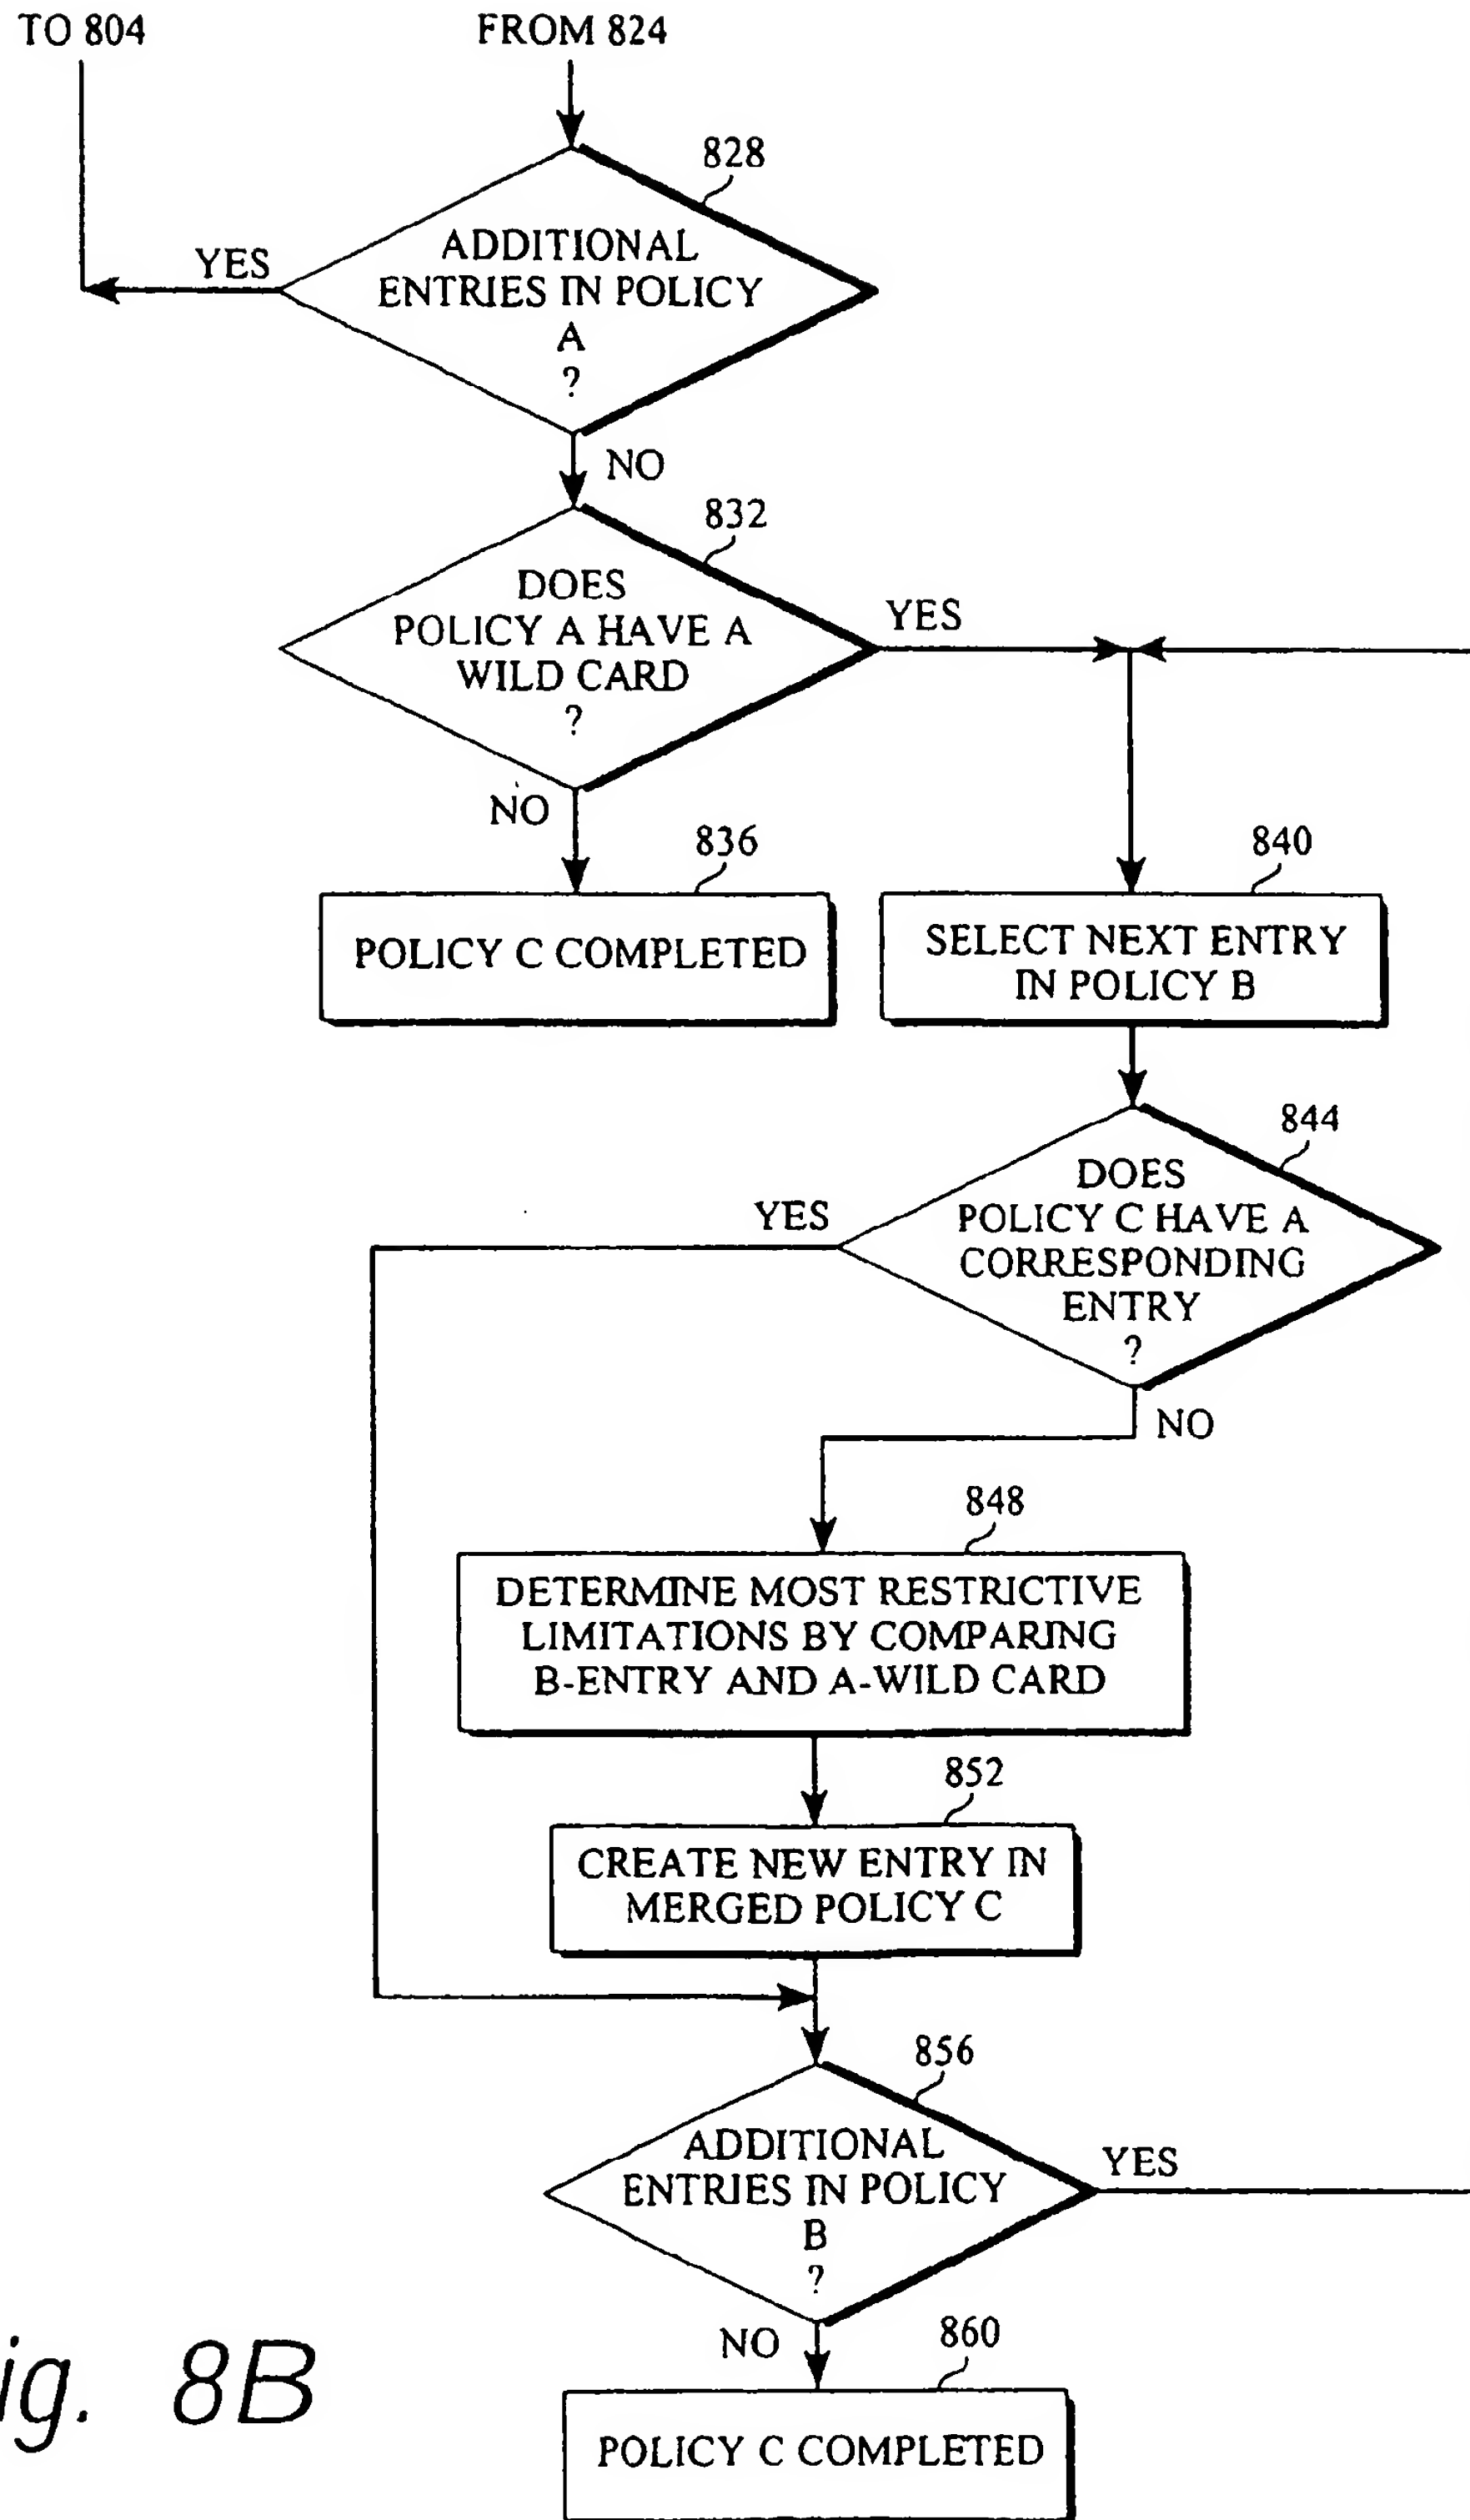 TO 804
FROM 824
828
ADDITIONAL
ENTRIES IN POLICY
A
?
YES
NO
832
DOES
POLICY A HAVE A
WILD CARD
?
YES
NO
836
POLICY C COMPLETED
840
SELECT NEXT ENTRY
IN POLICY B
844
DOES
POLICY C HAVE A
CORRESPONDING
ENTRY
?
YES
NO
848
DETERMINE MOST RESTRICTIVE
LIMITATIONS BY COMPARING
B-ENTRY AND A-WILD CARD
852
CREATE NEW ENTRY IN
MERGED POLICY C
856
ADDITIONAL
ENTRIES IN POLICY
B
?
YES
NO
860
POLICY C COMPLETED
ig. 8B